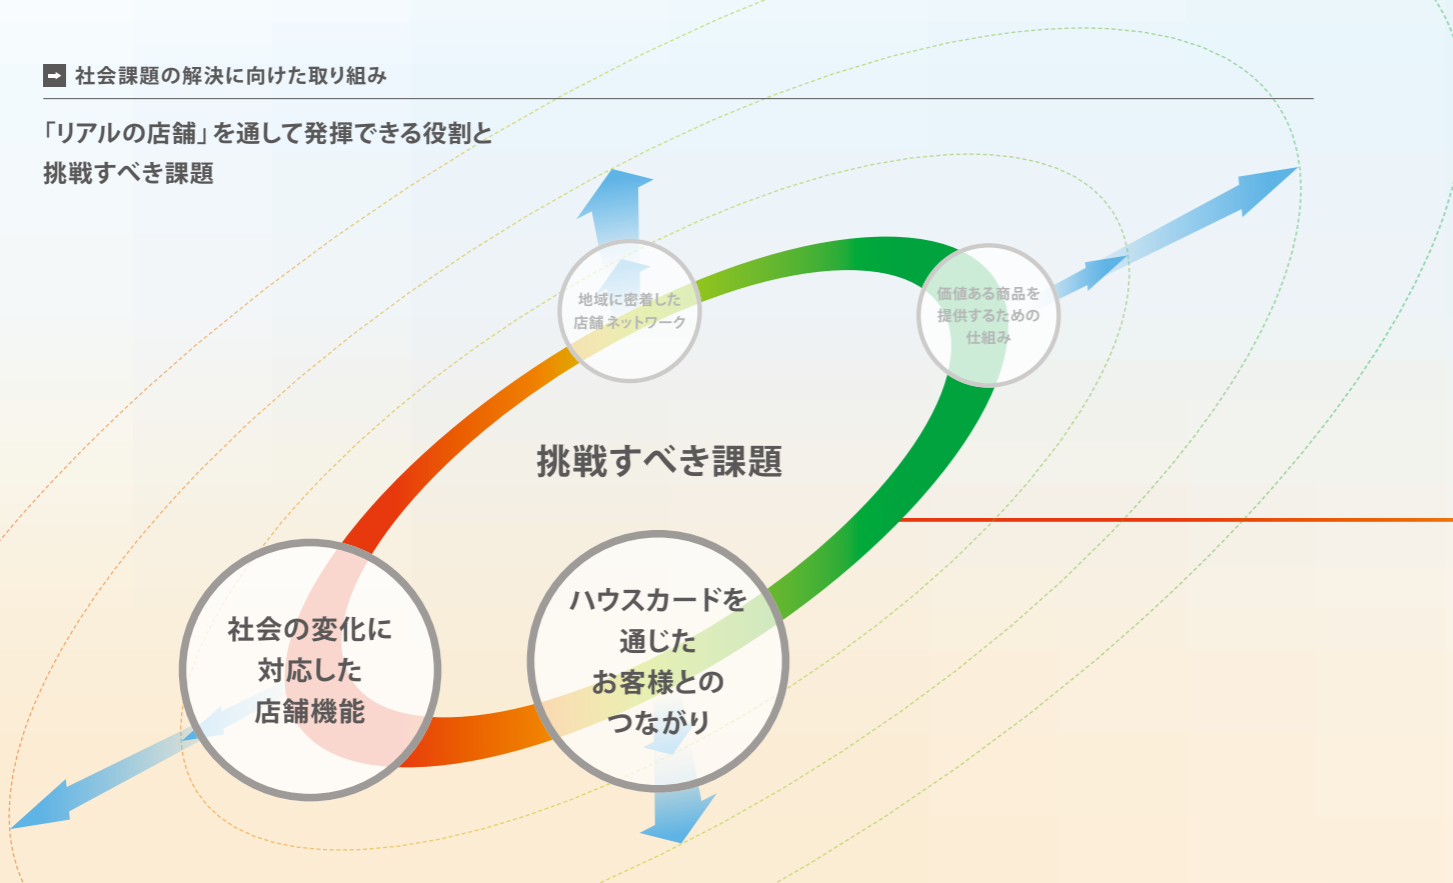 社会課題の解決に向けた取り組み
「リアルの店舗」を通して発揮できる役割と
挑戦すべき課題
地域に密着した
店舗ネットワーク
価値ある商品を
提供するための
仕組み
挑戦すべき課題
社会の変化に
対応した
店舗機能
ハウスカードを
通じた
お客様との
つながり